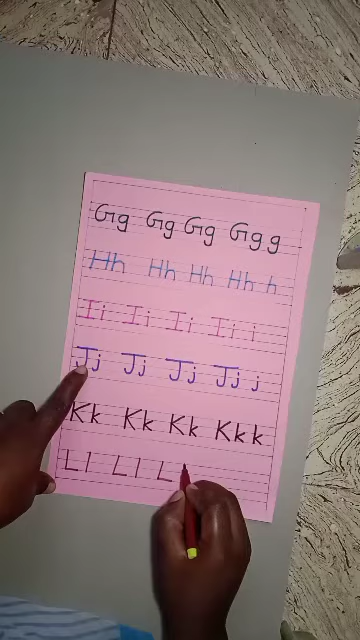 Gg Gg Gg Gg g
Hh Hh Hh Hh h
Ii Ii Ii Ii i
Jj Jj Jj Jj j
Kk Kk Kk Kk k
Ll Ll L